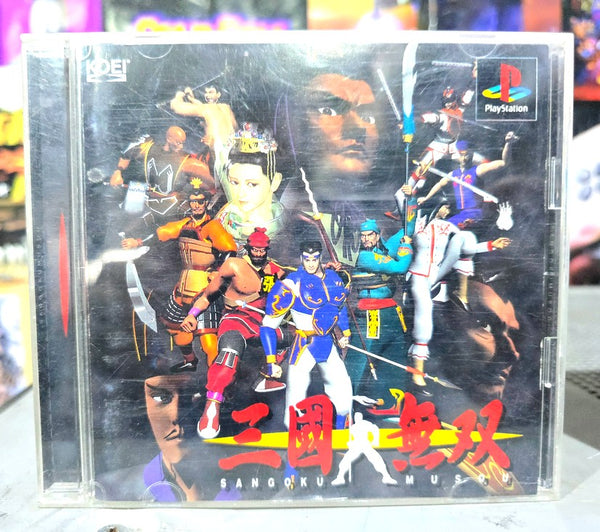 KOEI
PlayStation
三國無双
SANGOKU MUSOU